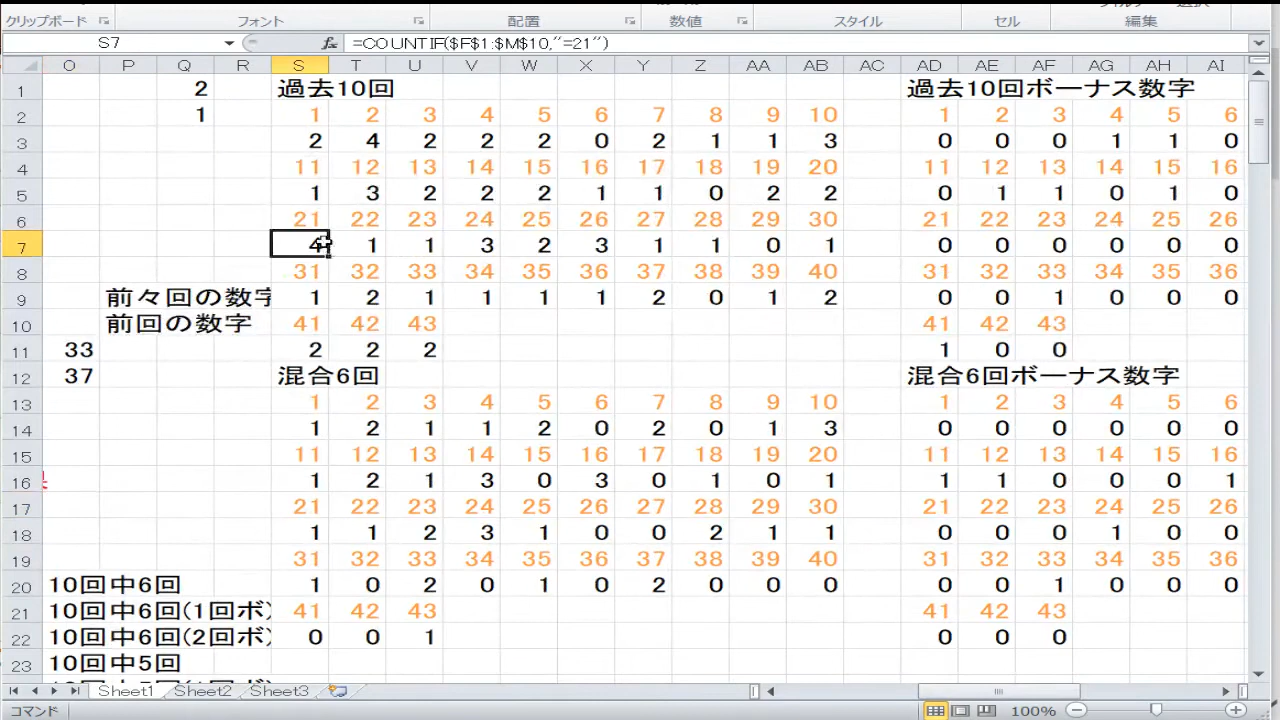 クリップボード フォント 配置 数値 スタイル セル 編集
S7 fx =COUNTIF($F$1:$M$10,"=21")
O P Q R S T U V W X Y Z AA AB AC AD AE AF AG AH AI
1 2 過去10回 過去10回ボーナス数字
2 1 1 2 3 4 5 6 7 8 9 10 1 2 3 4 5 6
3 2 4 2 2 2 0 2 1 1 3 0 0 0 1 1 0
4 11 12 13 14 15 16 17 18 19 20 11 12 13 14 15 16
5 1 3 2 2 2 1 1 0 2 2 0 1 1 0 1 0
6 21 22 23 24 25 26 27 28 29 30 21 22 23 24 25 26
7 4 1 1 3 2 3 1 1 0 1 0 0 0 0 0 0
8 31 32 33 34 35 36 37 38 39 40 31 32 33 34 35 36
9 前々回の数字 1 2 1 1 1 1 2 0 1 2 0 0 1 0 0 0
10 前回の数字 41 42 43 41 42 43
11 33 2 2 2 1 0 0
12 37 混合6回 混合6回ボーナス数字
13 1 2 3 4 5 6 7 8 9 10 1 2 3 4 5 6
14 1 2 1 1 2 0 2 0 1 3 0 0 0 0 0 0
15 11 12 13 14 15 16 17 18 19 20 11 12 13 14 15 16
16 1 2 1 3 0 3 0 1 0 1 1 1 0 0 0 1
17 21 22 23 24 25 26 27 28 29 30 21 22 23 24 25 26
18 1 1 2 3 1 0 0 2 1 1 0 0 0 1 0 0
19 31 32 33 34 35 36 37 38 39 40 31 32 33 34 35 36
20 10回中6回 1 0 2 0 1 0 2 0 0 0 0 0 1 0 0 0
21 10回中6回(1回ボ) 41 42 43 41 42 43
22 10回中6回(2回ボ) 0 0 1 0 0 0
23 10回中5回
Sheet1 Sheet2 Sheet3
コマンド 100%